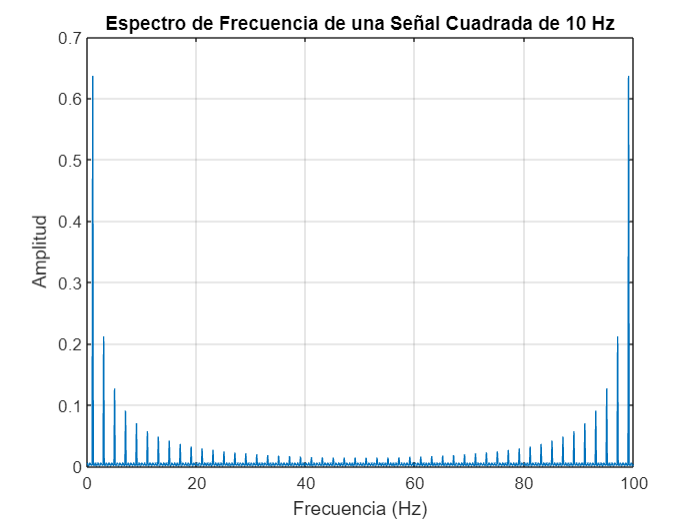 Espectro de Frecuencia de una Señal Cuadrada de 10 Hz
0.7
0.6
0.5
0.4
0.3
0.2
0.1
0
Amplitud
0 20 40 60 80 100
Frecuencia (Hz)